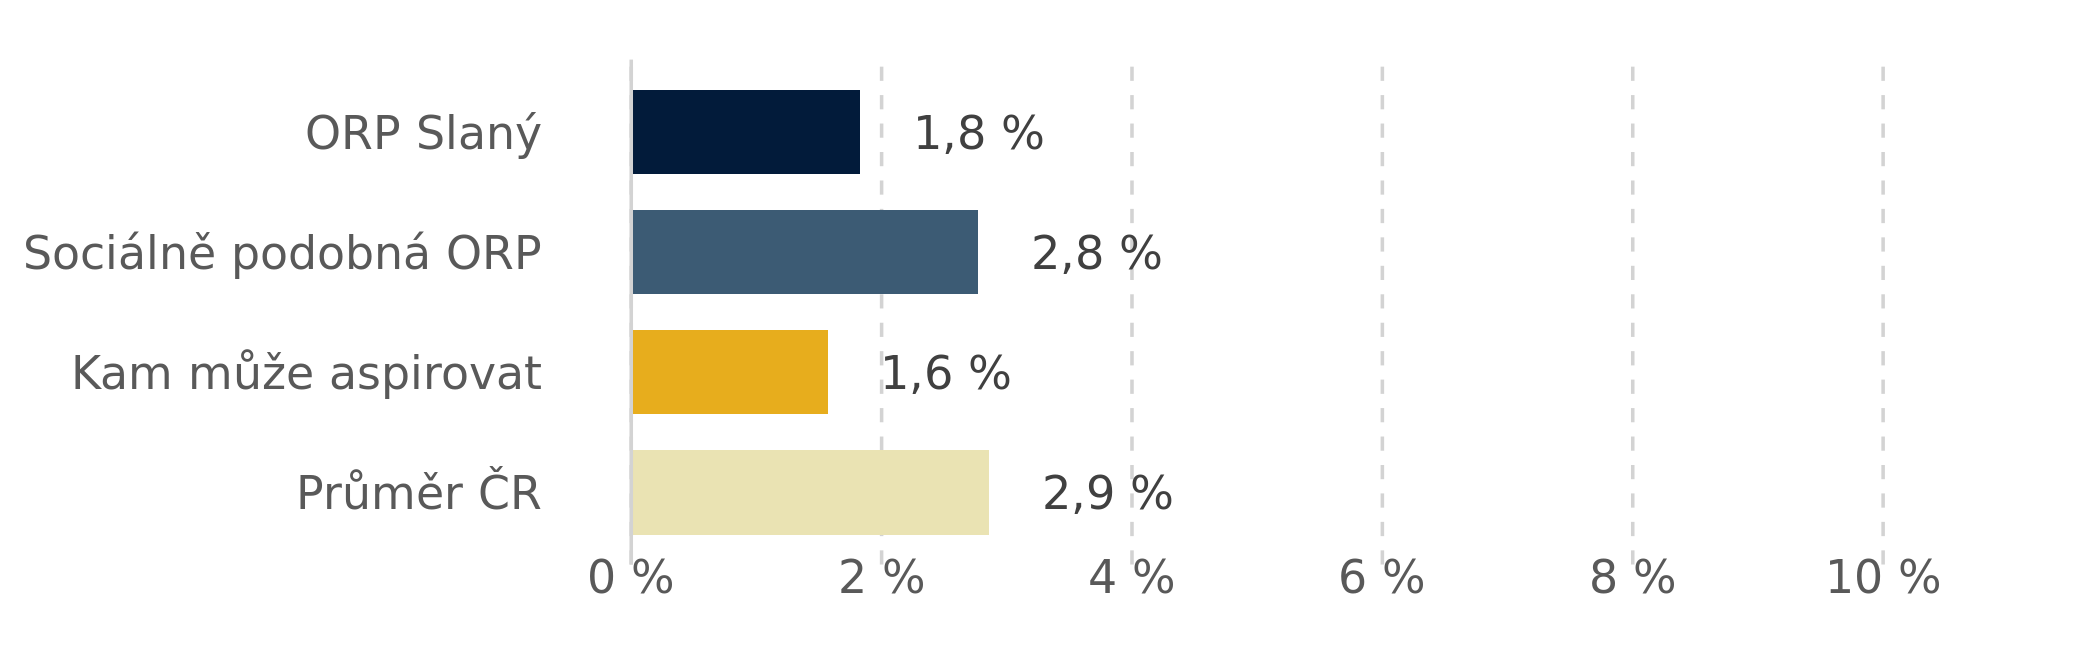 ORP Slaný 1,8 %
Sociálně podobná ORP 2,8 %
Kam může aspirovat 1,6 %
Průměr ČR 2,9 %
0 % 2 % 4 % 6 % 8 % 10 %